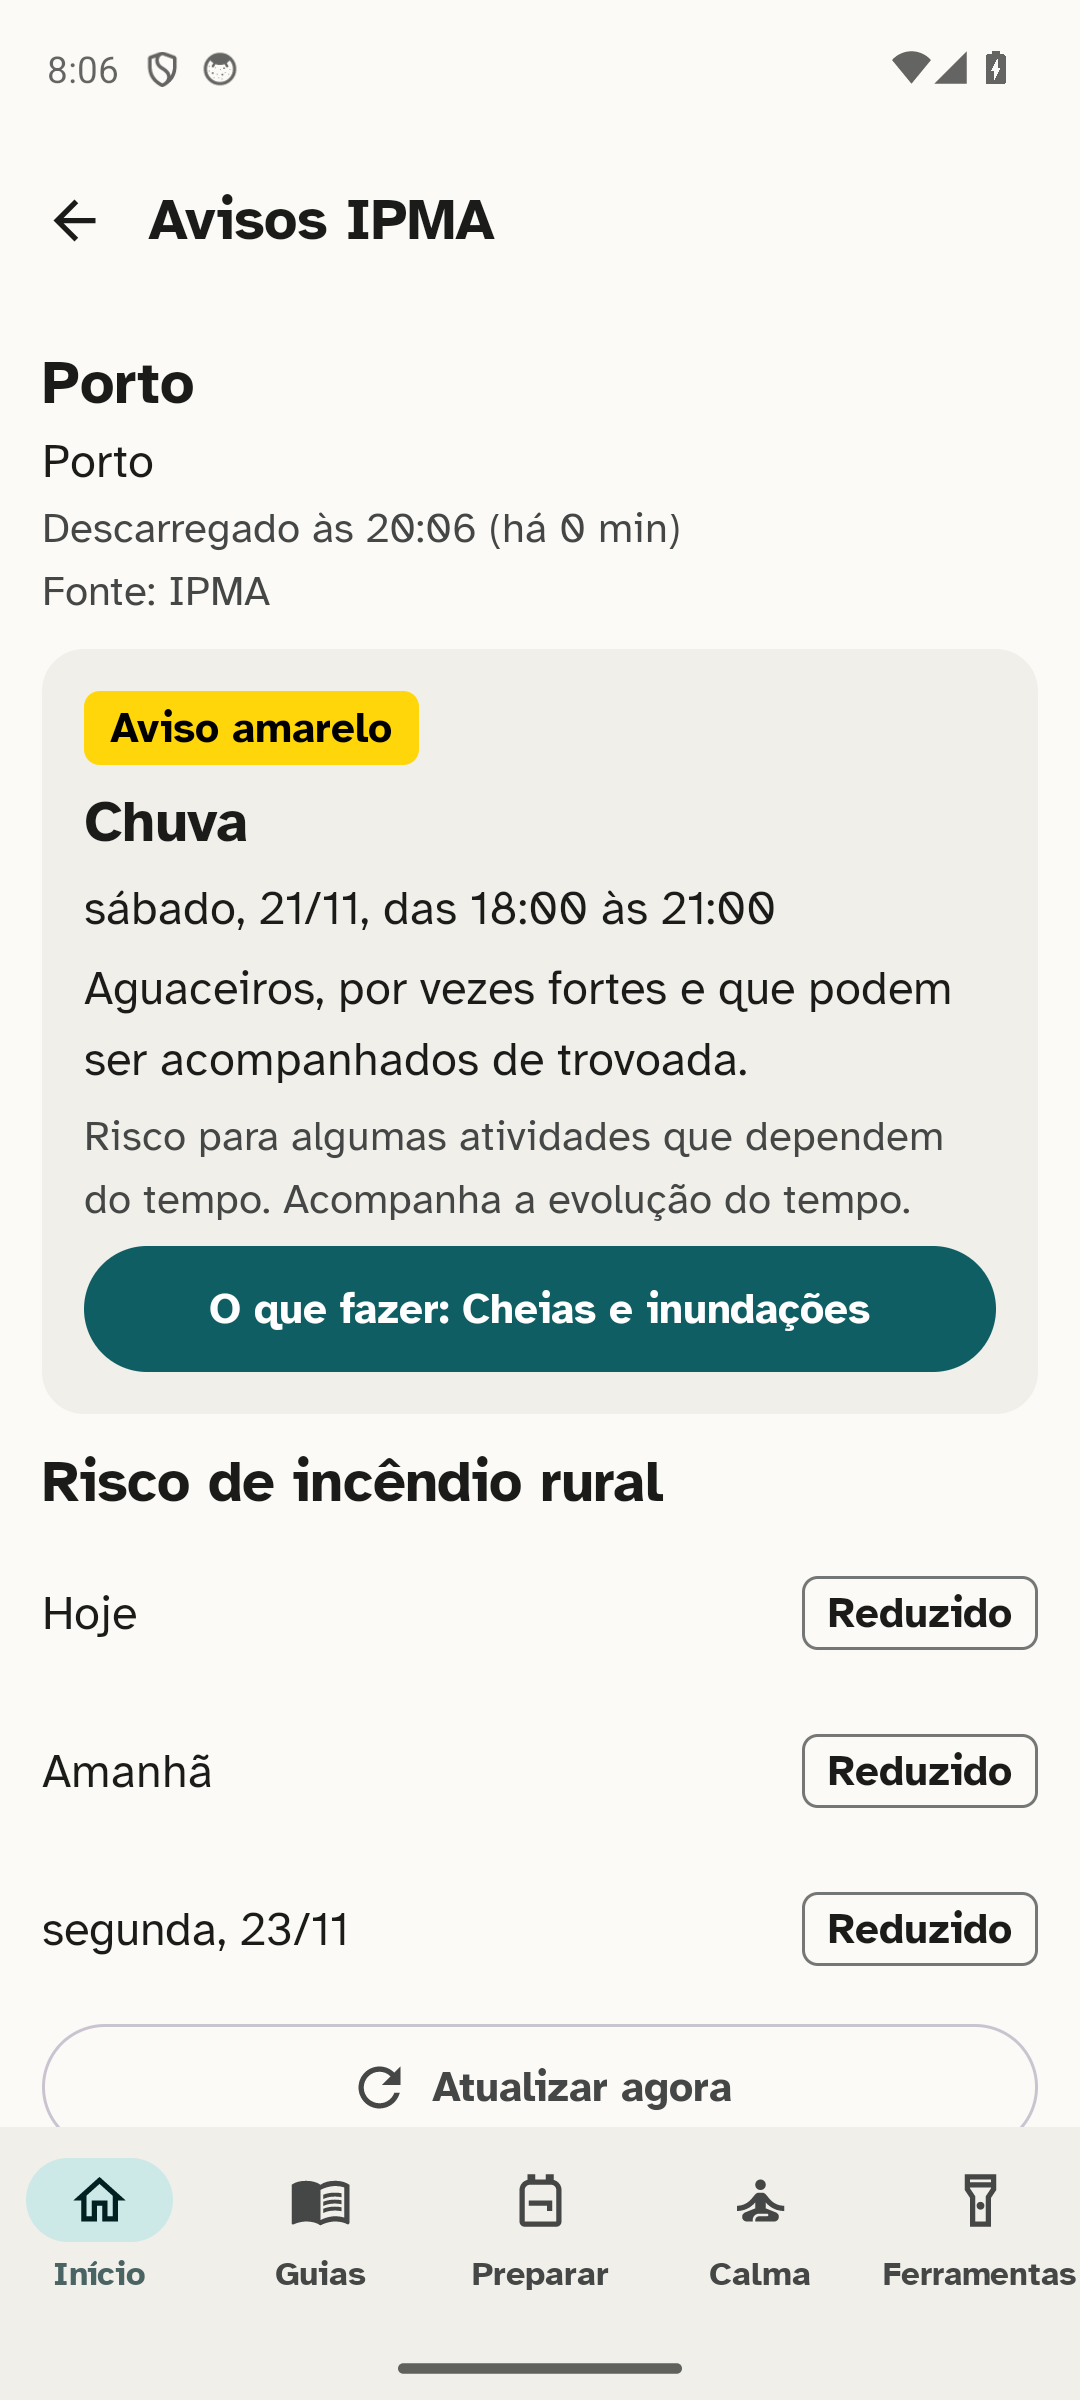 8:06
Avisos IPMA
Porto
Porto
Descarregado às 20:06 (há 0 min)
Fonte: IPMA
Aviso amarelo
Chuva
sábado, 21/11, das 18:00 às 21:00
Aguaceiros, por vezes fortes e que podem
ser acompanhados de trovoada.
Risco para algumas atividades que dependem
do tempo. Acompanha a evolução do tempo.
O que fazer: Cheias e inundações
Risco de incêndio rural
Hoje
Reduzido
Amanhã
Reduzido
segunda, 23/11
Reduzido
Atualizar agora
Início
Guias
Preparar
Calma
Ferramentas